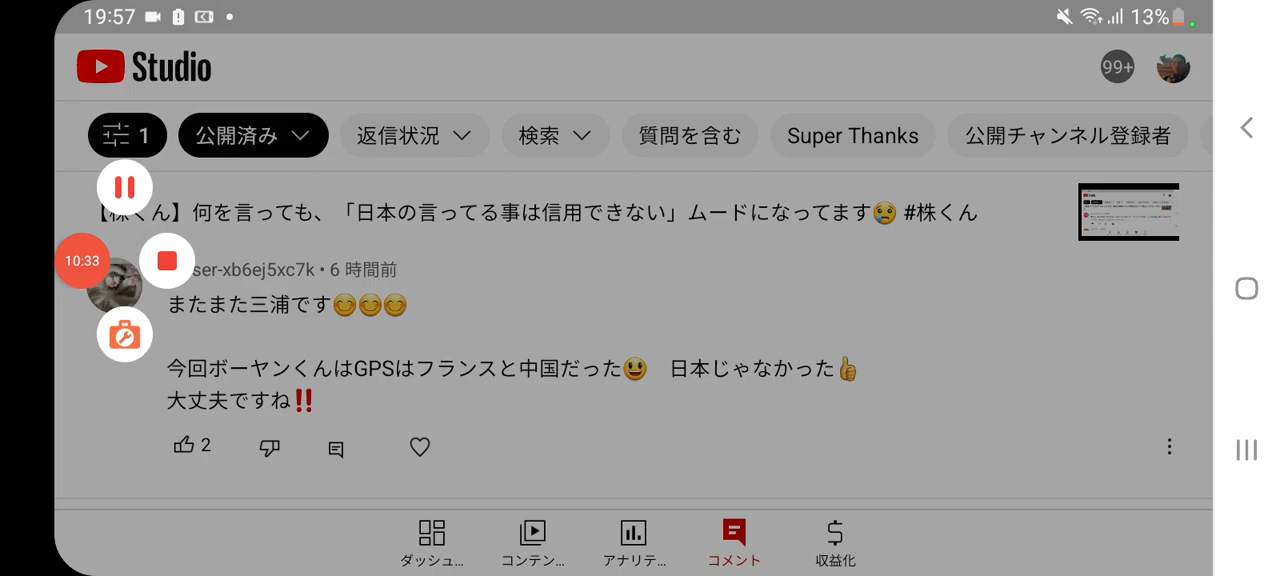 19:57
13%
Studio
99+
1
公開済み
返信状況
検索
質問を含む
Super Thanks
公開チャンネル登録者
くん】何を言っても、「日本の言ってる事は信用できない」ムードになってます😢 #株くん
10:33
ser-xb6ej5xc7k • 6 時間前
またまた三浦です😊😊😊
今回ボーヤンくんはGPSはフランスと中国だった😃 日本じゃなかった👍
大丈夫ですね‼️
2
ダッシュ...
コンテン...
アナリテ...
コメント
収益化